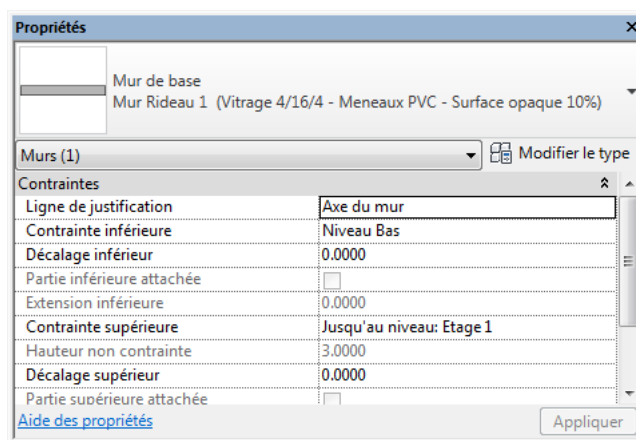 Propriétés
Mur de base
Mur Rideau 1 (Vitrage 4/16/4 - Meneaux PVC - Surface opaque 10%)
Murs (1)
Modifier le type
Contraintes
Ligne de justification Axe du mur
Contrainte inférieure Niveau Bas
Décalage inférieur 0.0000
Partie inférieure attachée
Extension inférieure 0.0000
Contrainte supérieure Jusqu'au niveau: Etage 1
Hauteur non contrainte 3.0000
Décalage supérieur 0.0000
Partie supérieure attachée
Aide des propriétés Appliquer